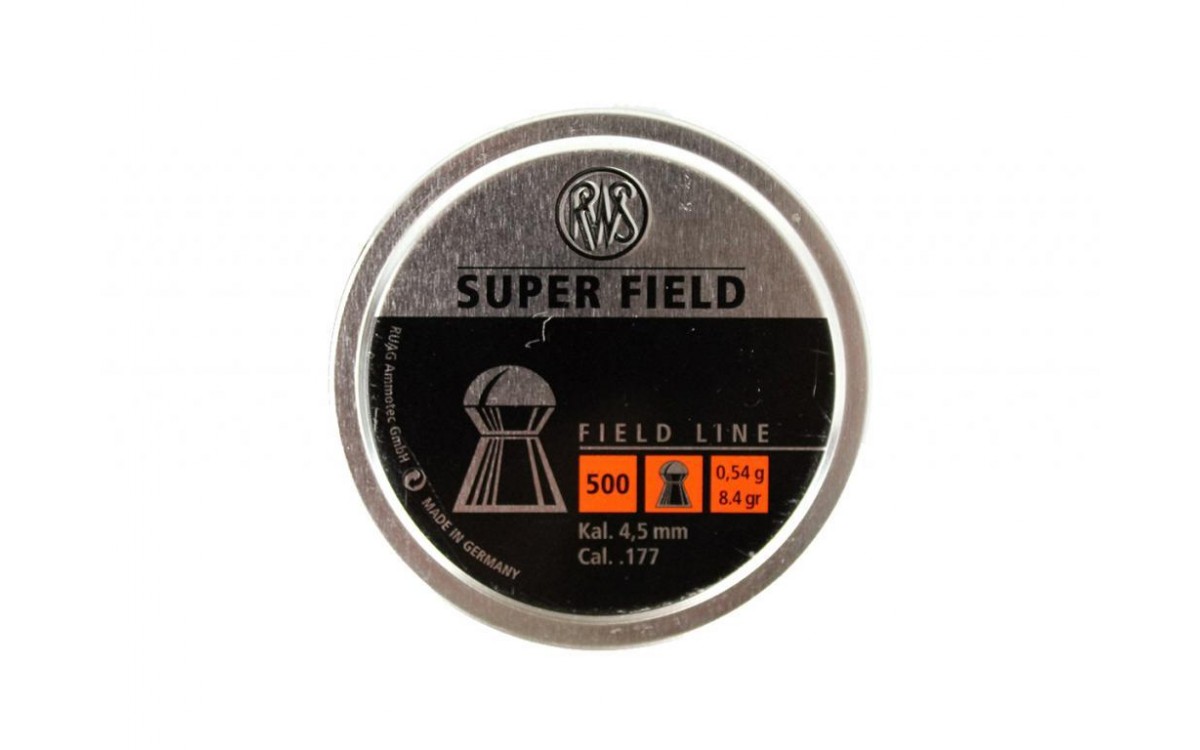 RWS
SUPER FIELD
FIELD LINE
500
0,54 g
8.4 gr
Kal. 4,5 mm
Cal. .177
RUAG Ammotec GmbH
MADE IN GERMANY